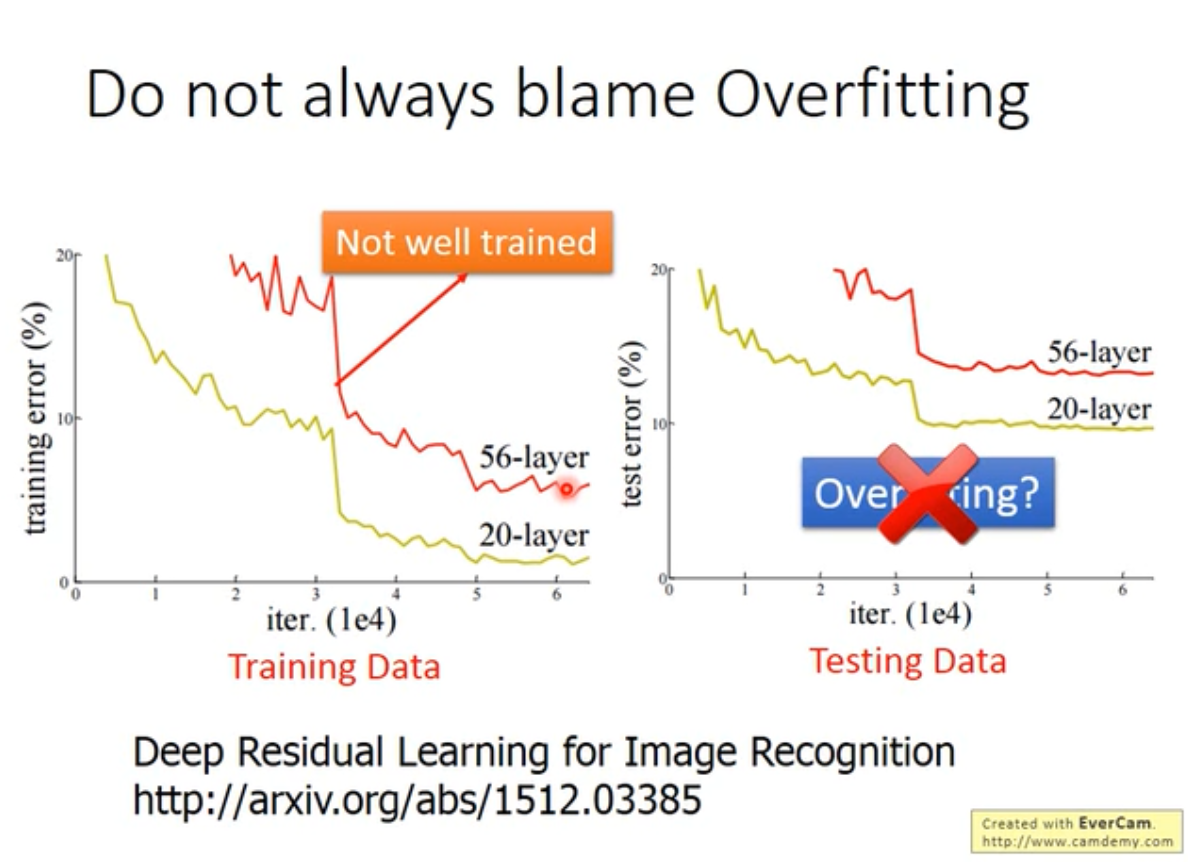 Do not always blame Overfitting
Not well trained
20
10
0
training error (%)
56-layer
20-layer
0 1 2 3 4 5 6
iter. (1e4)
Training Data
20
10
0
test error (%)
56-layer
20-layer
Over ing?
0 1 2 3 4 5 6
iter. (1e4)
Testing Data
Deep Residual Learning for Image Recognition
http://arxiv.org/abs/1512.03385
Created with EverCam.
http://www.camdemy.com